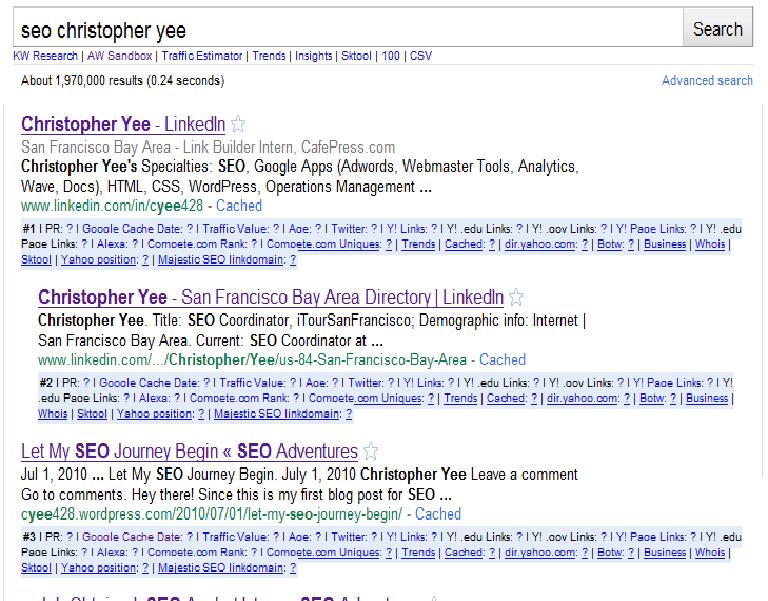 seo christopher yee Search
KW Research | AW Sandbox | Traffic Estimator | Trends | Insights | Sktool | 100 | CSV
About 1,970,000 results (0.24 seconds) Advanced search
Christopher Yee - LinkedIn
San Francisco Bay Area - Link Builder Intern, CafePress.com
Christopher Yee's Specialties: SEO, Google Apps (Adwords, Webmaster Tools, Analytics,
Wave, Docs), HTML, CSS, WordPress, Operations Management ...
www.linkedin.com/in/cyee428 - Cached
#1 | PR: ? | Google Cache Date: ? | Traffic Value: ? | Age: ? | Twitter: ? | Y! Links: ? | Y! .edu Links: ? | Y! .gov Links: ? | Y! Page Links: ? | Y! .edu
Page Links: ? | Alexa: ? | Compete.com Rank: ? | Compete.com Uniques: ? | Trends | Cached: ? | dir.yahoo.com: ? | Botw: ? | Business | Whois |
Sktool | Yahoo position: ? | Majestic SEO linkdomain: ?
Christopher Yee - San Francisco Bay Area Directory | LinkedIn
Christopher Yee. Title: SEO Coordinator, iTourSanFrancisco; Demographic info: Internet |
San Francisco Bay Area. Current: SEO Coordinator at ...
www.linkedin.com/.../Christopher/Yee/us-84-San-Francisco-Bay-Area - Cached
#2 | PR: ? | Google Cache Date: ? | Traffic Value: ? | Age: ? | Twitter: ? | Y! Links: ? | Y! .edu Links: ? | Y! .gov Links: ? | Y! Page Links: ? | Y!
.edu Page Links: ? | Alexa: ? | Compete.com Rank: ? | Compete.com Uniques: ? | Trends | Cached: ? | dir.yahoo.com: ? | Botw: ? | Business |
Whois | Sktool | Yahoo position: ? | Majestic SEO linkdomain: ?
Let My SEO Journey Begin « SEO Adventures
Jul 1, 2010 ... Let My SEO Journey Begin. July 1, 2010 Christopher Yee Leave a comment
Go to comments. Hey there! Since this is my first blog post for SEO ...
cyee428.wordpress.com/2010/07/01/let-my-seo-journey-begin/ - Cached
#3 | PR: ? | Google Cache Date: ? | Traffic Value: ? | Age: ? | Twitter: ? | Y! Links: ? | Y! .edu Links: ? | Y! .gov Links: ? | Y! Page Links: ? | Y! .edu
Page Links: ? | Alexa: ? | Compete.com Rank: ? | Compete.com Uniques: ? | Trends | Cached: ? | dir.yahoo.com: ? | Botw: ? | Business | Whois |
Sktool | Yahoo position: ? | Majestic SEO linkdomain: ?